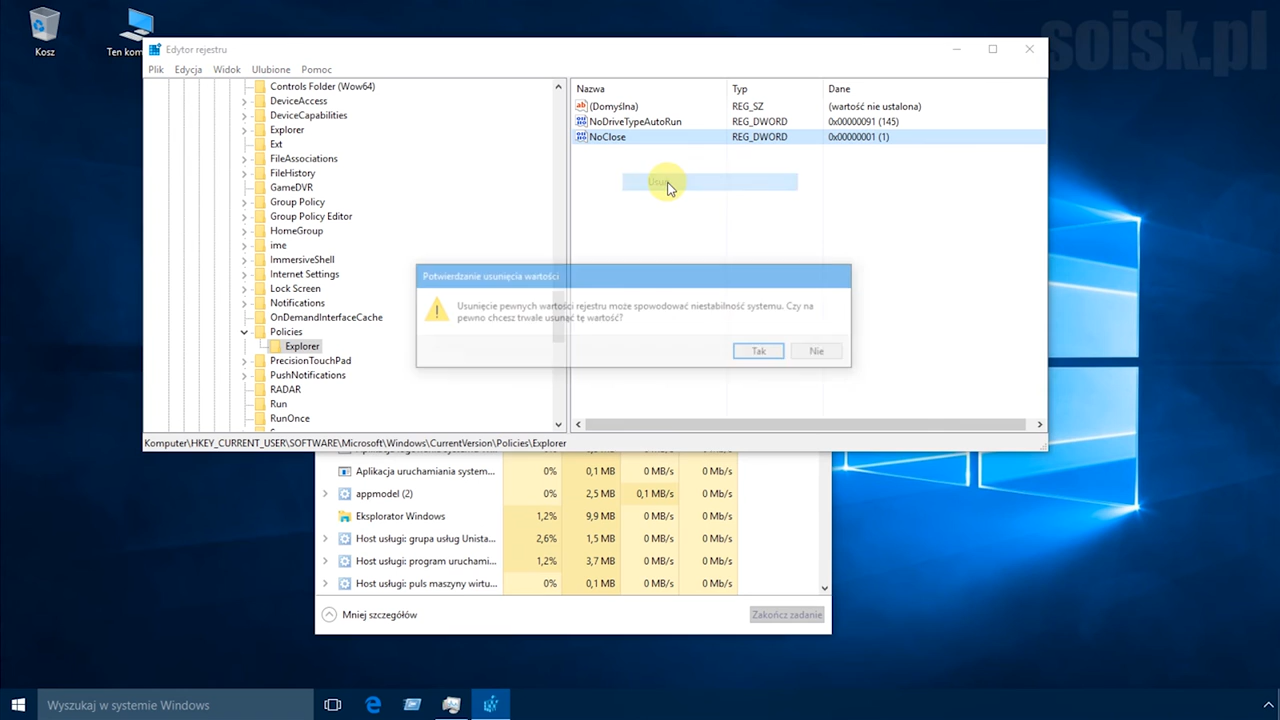 soisk.pl
Kosz
Ten kom
Edytor rejestru
Plik Edycja Widok Ulubione Pomoc
Controls Folder (Wow64)
DeviceAccess
DeviceCapabilities
Explorer
Ext
FileAssociations
FileHistory
GameDVR
Group Policy
Group Policy Editor
HomeGroup
ime
ImmersiveShell
Internet Settings
Lock Screen
Notifications
OnDemandInterfaceCache
Policies
Explorer
PrecisionTouchPad
PushNotifications
RADAR
Run
RunOnce
Nazwa Typ Dane
(Domyślna) REG_SZ (wartość nie ustalona)
NoDriveTypeAutoRun REG_DWORD 0x00000091 (145)
NoClose REG_DWORD 0x00000001 (1)
Usuń
Potwierdzanie usunięcia wartości
Usunięcie pewnych wartości rejestru może spowodować niestabilność systemu. Czy na
pewno chcesz trwale usunąć tę wartość?
Tak Nie
Komputer\HKEY_CURRENT_USER\SOFTWARE\Microsoft\Windows\CurrentVersion\Policies\Explorer
Aplikacja uruchamiania system... 0% 0,1 MB 0 MB/s 0 Mb/s
appmodel (2) 0% 2,5 MB 0,1 MB/s 0 Mb/s
Eksplorator Windows 1,2% 9,9 MB 0 MB/s 0 Mb/s
Host usługi: grupa usług Unista... 2,6% 1,5 MB 0 MB/s 0 Mb/s
Host usługi: program uruchami... 1,2% 3,7 MB 0 MB/s 0 Mb/s
Host usługi: puls maszyny wirtu... 0% 0,1 MB 0 MB/s 0 Mb/s
Mniej szczegółów Zakończ zadanie
Wyszukaj w systemie Windows